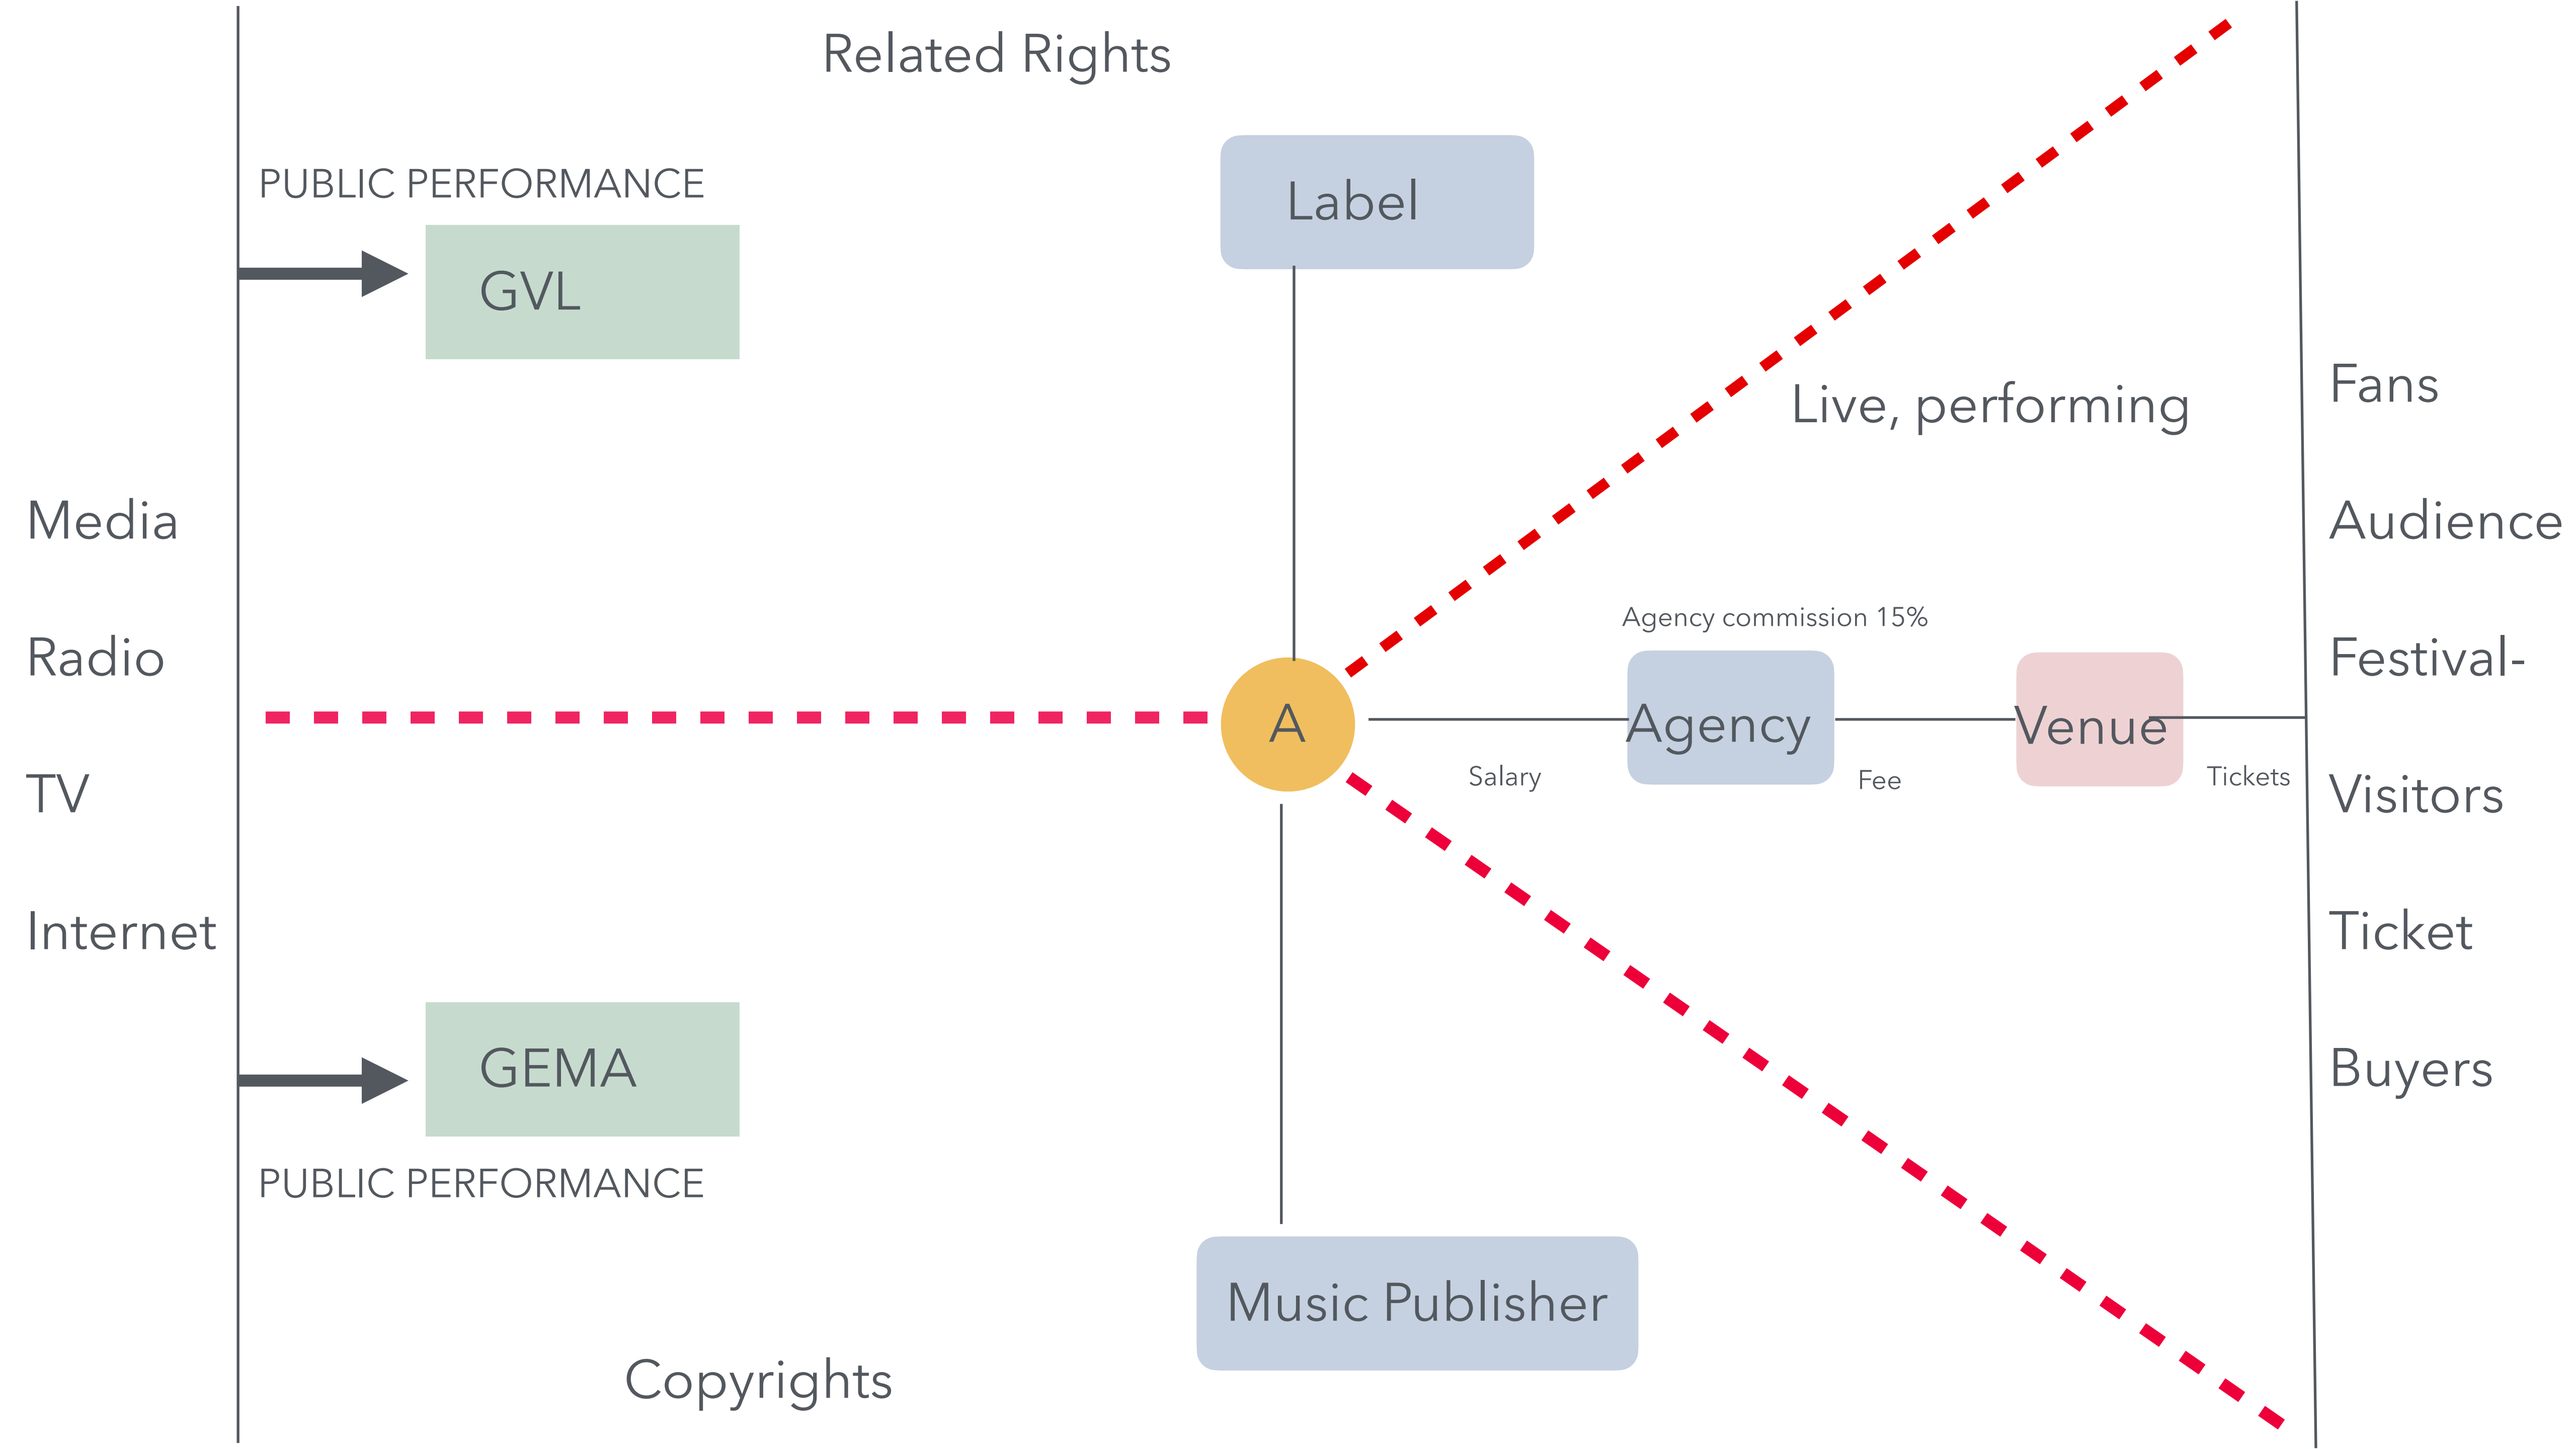 Related Rights
PUBLIC PERFORMANCE
Label
GVL
Live, performing
Media
Radio
TV
Internet
A
Agency commission 15%
Agency
Venue
Salary
Fee
Tickets
Fans
Audience
Festival-
Visitors
Ticket
Buyers
GEMA
PUBLIC PERFORMANCE
Music Publisher
Copyrights